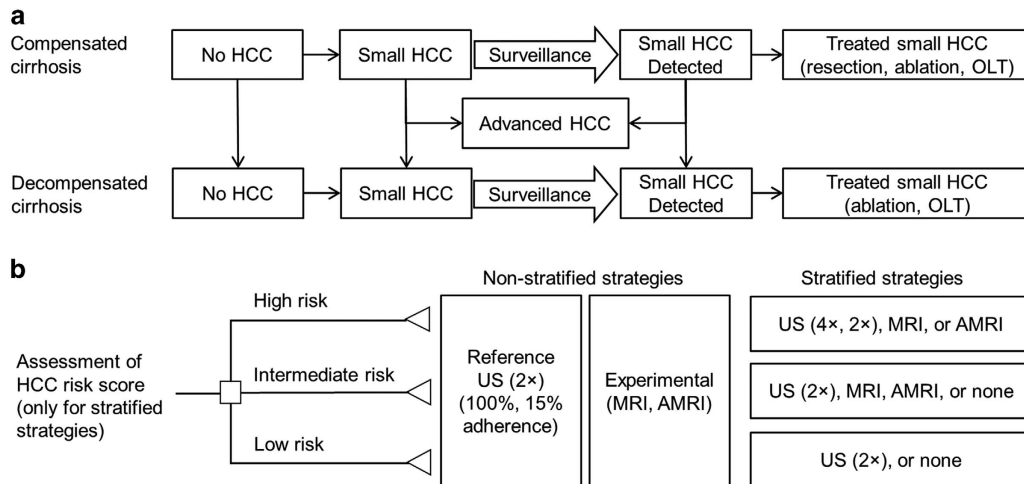 a
Compensated
cirrhosis
No HCC
Small HCC
Surveillance
Small HCC
Detected
Treated small HCC
(resection, ablation, OLT)
Advanced HCC
Decompensated
cirrhosis
No HCC
Small HCC
Surveillance
Small HCC
Detected
Treated small HCC
(ablation, OLT)
b
Non-stratified strategies
Stratified strategies
Assessment of
HCC risk score
(only for stratified
strategies)
High risk
Intermediate risk
Low risk
Reference
US (2×)
(100%, 15%
adherence)
Experimental
(MRI, AMRI)
US (4×, 2×), MRI, or AMRI
US (2×), MRI, AMRI, or none
US (2×), or none